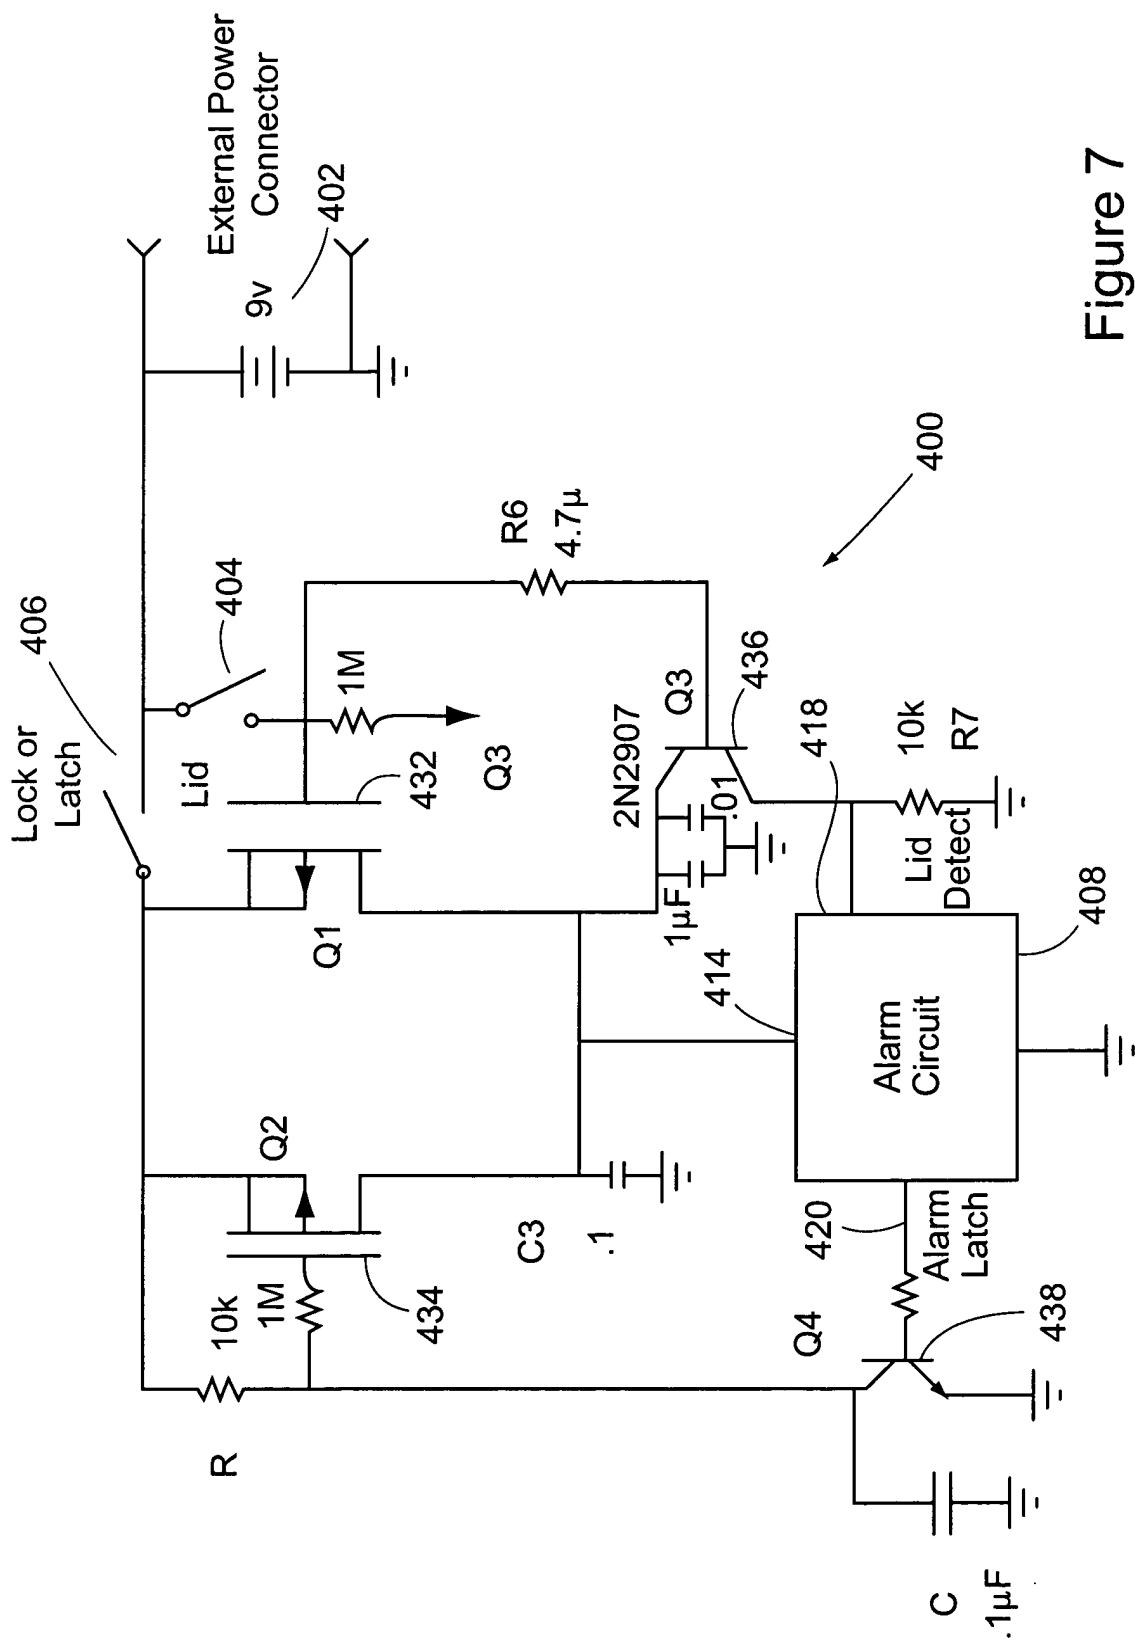 Lock or
Latch
406
External Power
Connector
402
9v
404
Lid
1M
432
Q3
Q1
R6
4.7µ
400
2N2907
Q3
436
.01
1µF
418
10k
R7
Lid
Detect
408
414
Alarm
Circuit
Q2
10k
1M
434
R
C3
.1
420
Alarm
Latch
Q4
438
C
.1µF
Figure 7